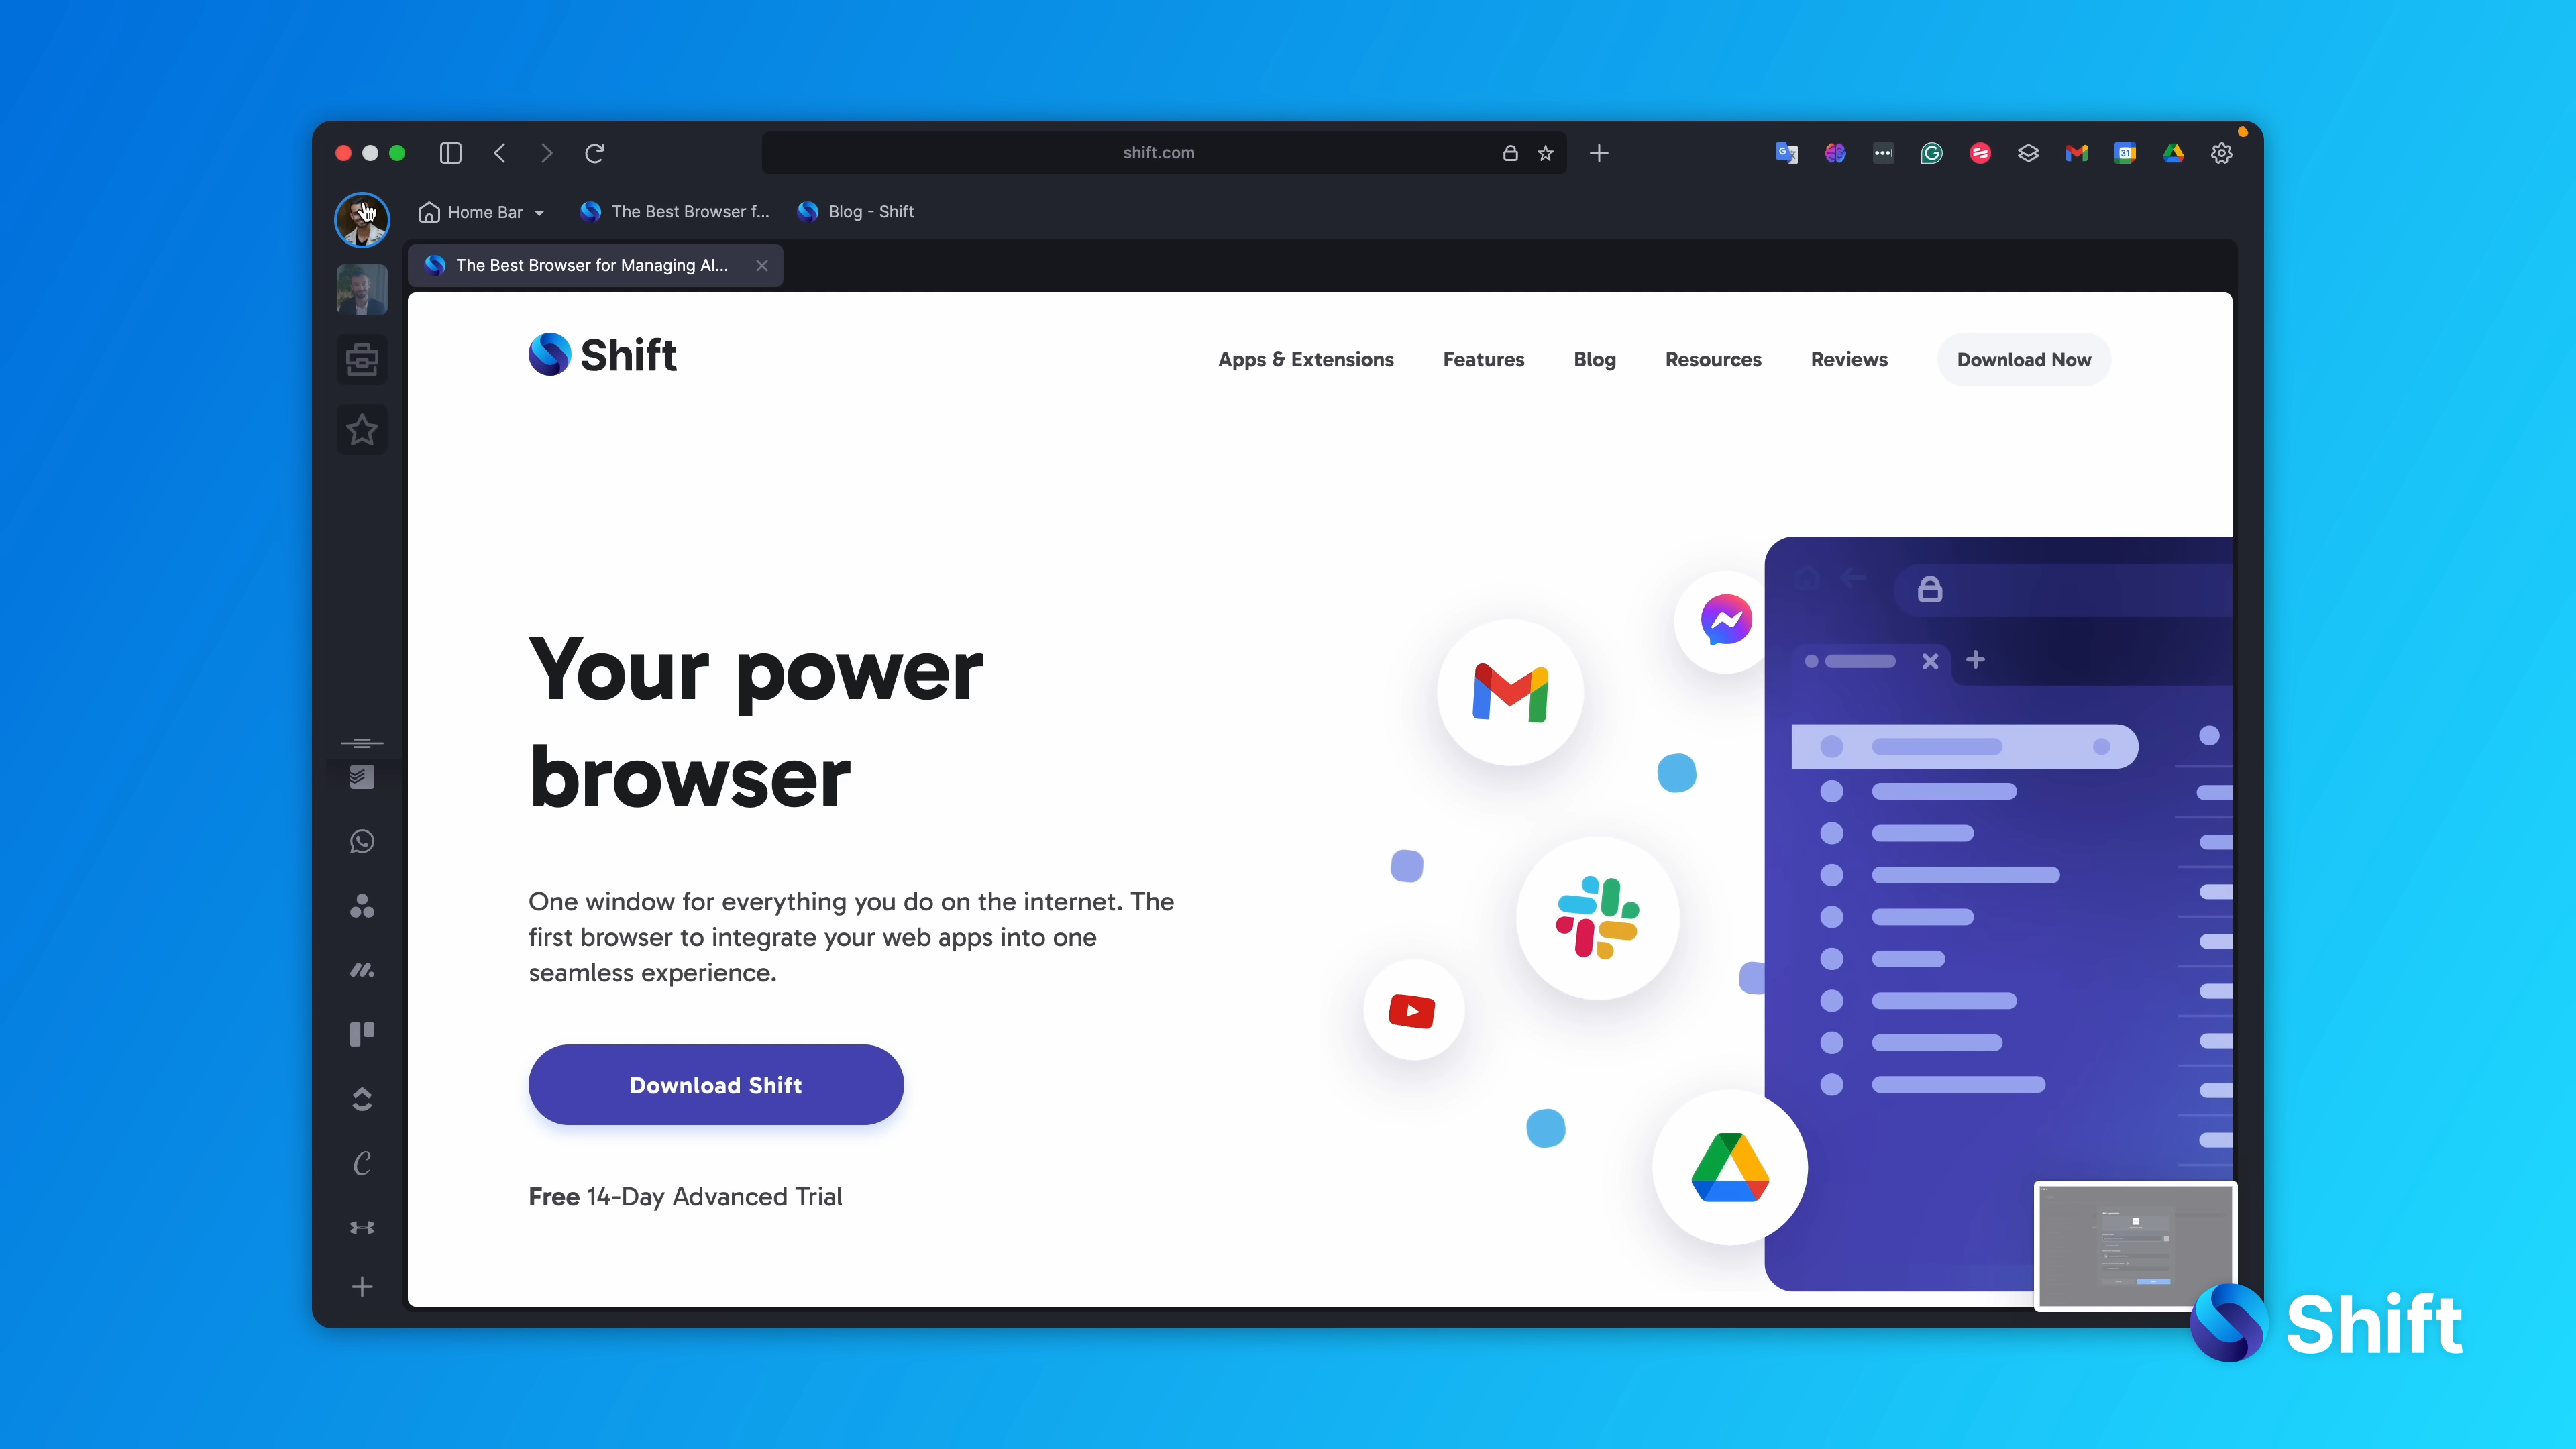 shift.com
Home Bar
The Best Browser f...
Blog - Shift
The Best Browser for Managing Al...
Shift
Apps & Extensions
Features
Blog
Resources
Reviews
Download Now
Your power
browser
One window for everything you do on the internet. The
first browser to integrate your web apps into one
seamless experience.
Download Shift
Free 14-Day Advanced Trial
Shift